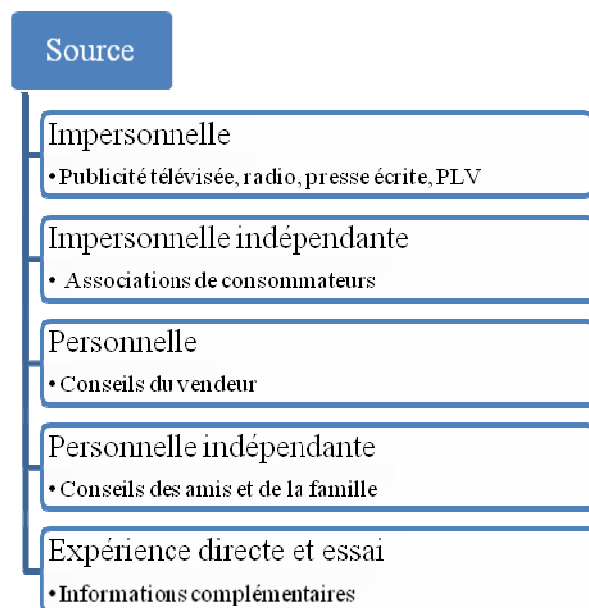 Source
Impersonnelle
• Publicité télévisée, radio, presse écrite, PLV
Impersonnelle indépendante
• Associations de consommateurs
Personnelle
• Conseils du vendeur
Personnelle indépendante
• Conseils des amis et de la famille
Expérience directe et essai
• Informations complémentaires